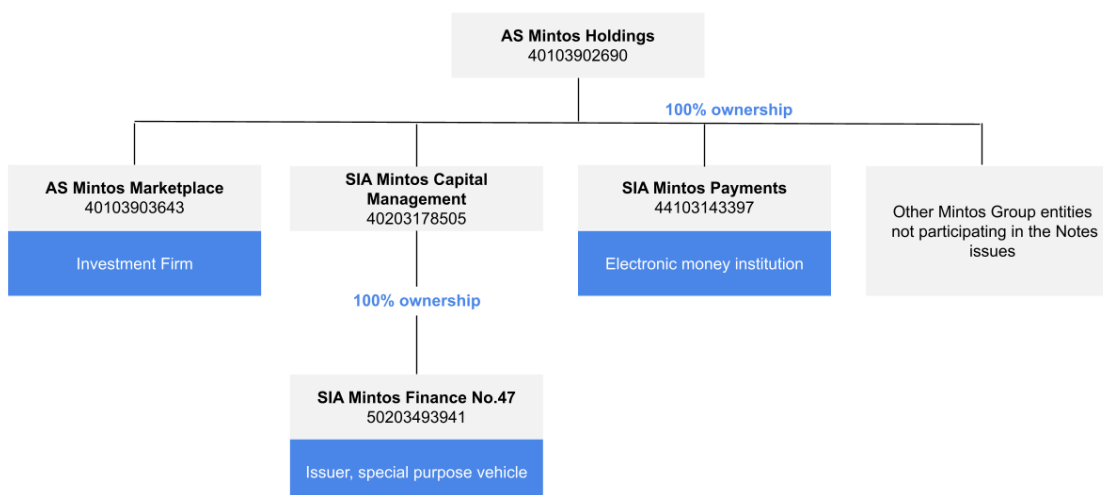 AS Mintos Holdings
40103902690
100% ownership
AS Mintos Marketplace
40103903643
Investment Firm
SIA Mintos Capital
Management
40203178505
SIA Mintos Payments
44103143397
Electronic money institution
Other Mintos Group entities
not participating in the Notes
issues
100% ownership
SIA Mintos Finance No.47
50203493941
Issuer, special purpose vehicle